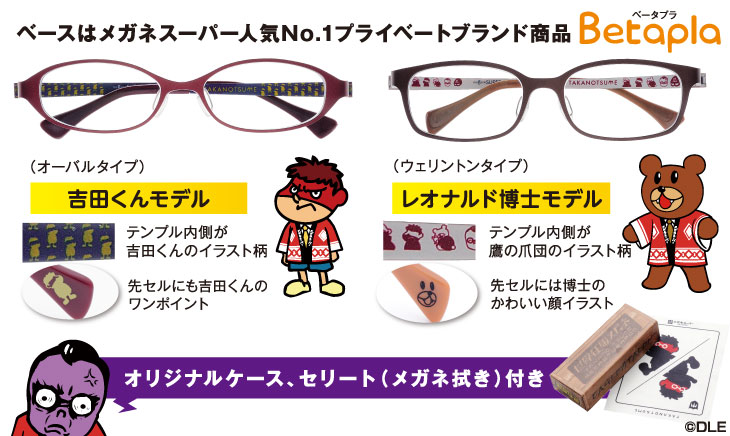 ベースはメガネスーパー人気No.1プライベートブランド商品
ベータプラ
Betapla
TAKANOTSUME
TAKANOTSUME
（オーバルタイプ）
吉田くんモデル
テンプル内側が
吉田くんのイラスト柄
先セルにも吉田くんの
ワンポイント
（ウェリントンタイプ）
レオナルド博士モデル
テンプル内側が
鷹の爪団のイラスト柄
先セルには博士の
かわいい顔イラスト
オリジナルケース、セリート（メガネ拭き）付き
©DLE